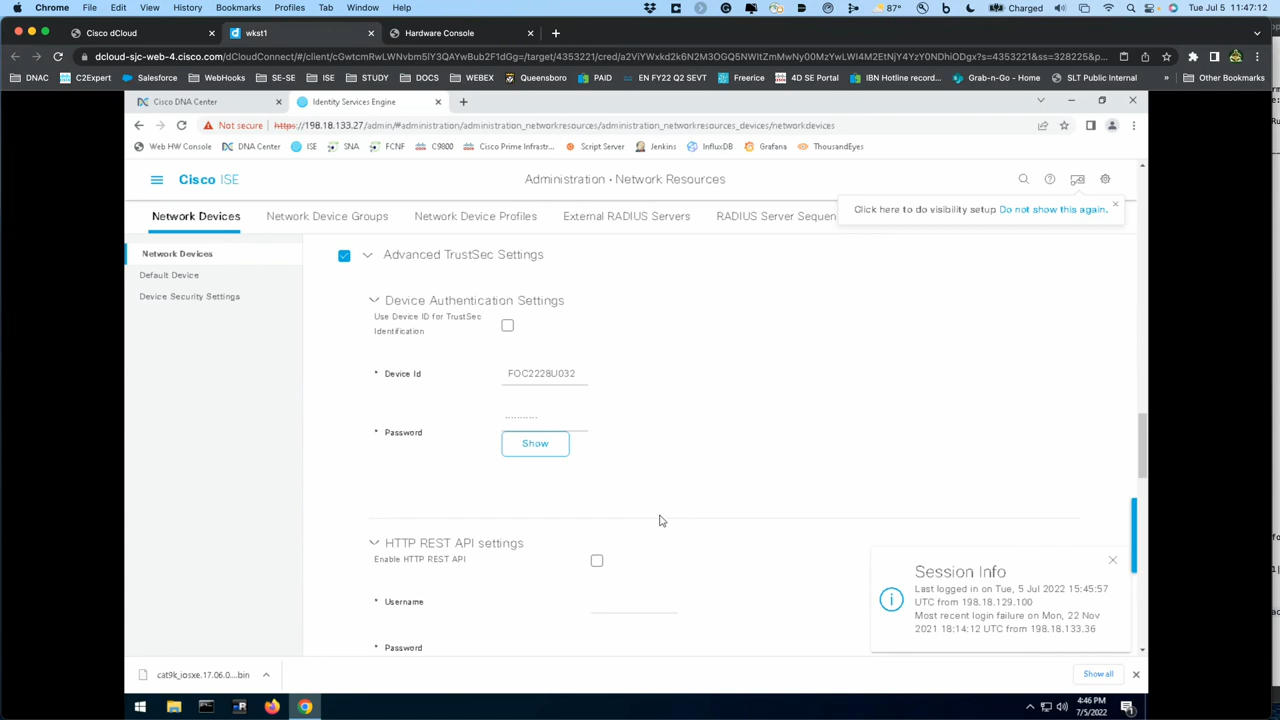 Chrome File Edit View History Bookmarks Profiles Tab Window Help
87° Charged Tue Jul 5 11:47:12
Cisco dCloud
wkst1
Hardware Console
dcloud-sjc-web-4.cisco.com/dCloudConnect/#/client/
DNAC C2Expert Salesforce WebHooks SE-SE ISE STUDY DOCS WEBEX Queensboro PAID EN FY22 Q2 SEVT Freerice 4D SE Portal IBN Hotline record... Grab-n-Go - Home SLT Public Internal » Other Bookmarks
Cisco DNA Center
Identity Services Engine
Not secure https://198.18.133.27/admin/#administration/administration_networkresources/administration_networkresources_devices/networkdevices
Web HW Console DNA Center ISE SNA FCNF C9800 Cisco Prime Infrastr... Script Server Jenkins InfluxDB Grafana ThousandEyes
Cisco ISE
Administration · Network Resources
Click here to do visibility setup Do not show this again.
Network Devices Network Device Groups Network Device Profiles External RADIUS Servers RADIUS Server Sequen
Network Devices
Default Device
Device Security Settings
Advanced TrustSec Settings
Device Authentication Settings
Use Device ID for TrustSec
Identification
* Device Id FOC2228U032
* Password
Show
HTTP REST API settings
Enable HTTP REST API
* Username
Password
Session Info
Last logged in on Tue, 5 Jul 2022 15:45:57
UTC from 198.18.129.100
Most recent login failure on Mon, 22 Nov
2021 18:14:12 UTC from 198.18.133.36
cat9k_iosxe.17.06.0....bin
Show all
4:46 PM
7/5/2022